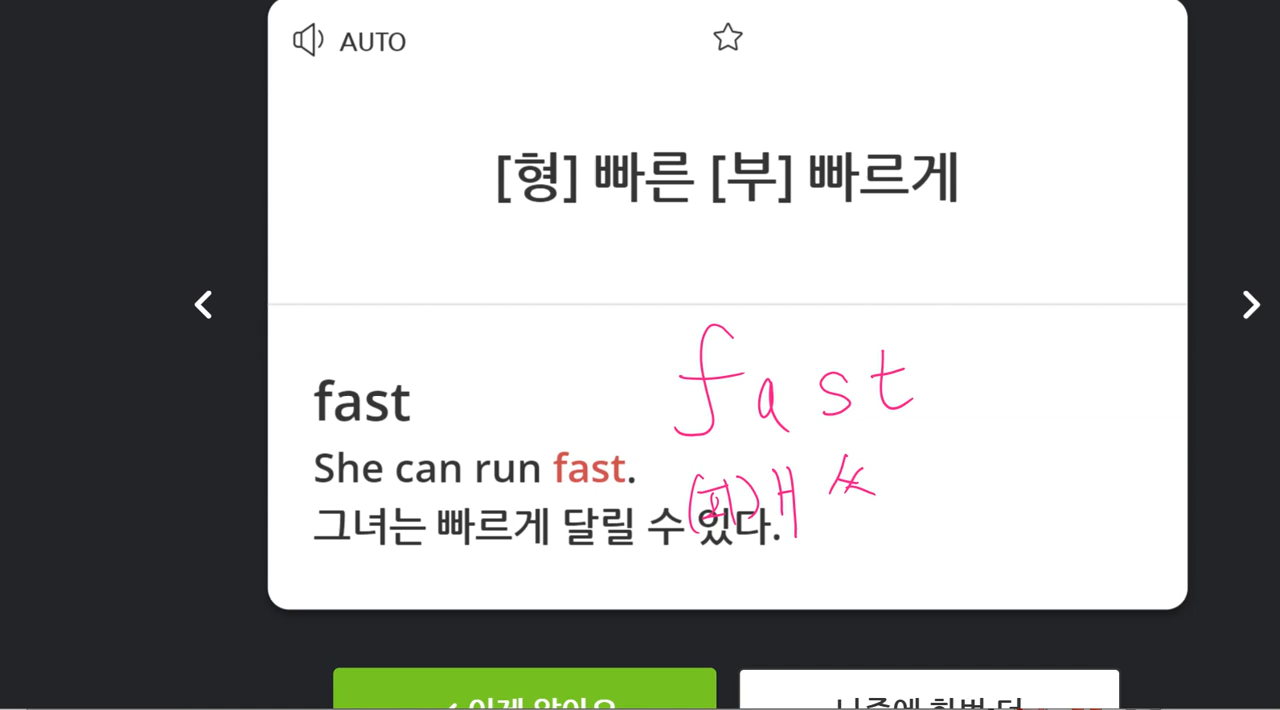 AUTO
[형] 빠른 [부] 빠르게
fast
fast
She can run fast.
그녀는 빠르게 달릴 수 있다.